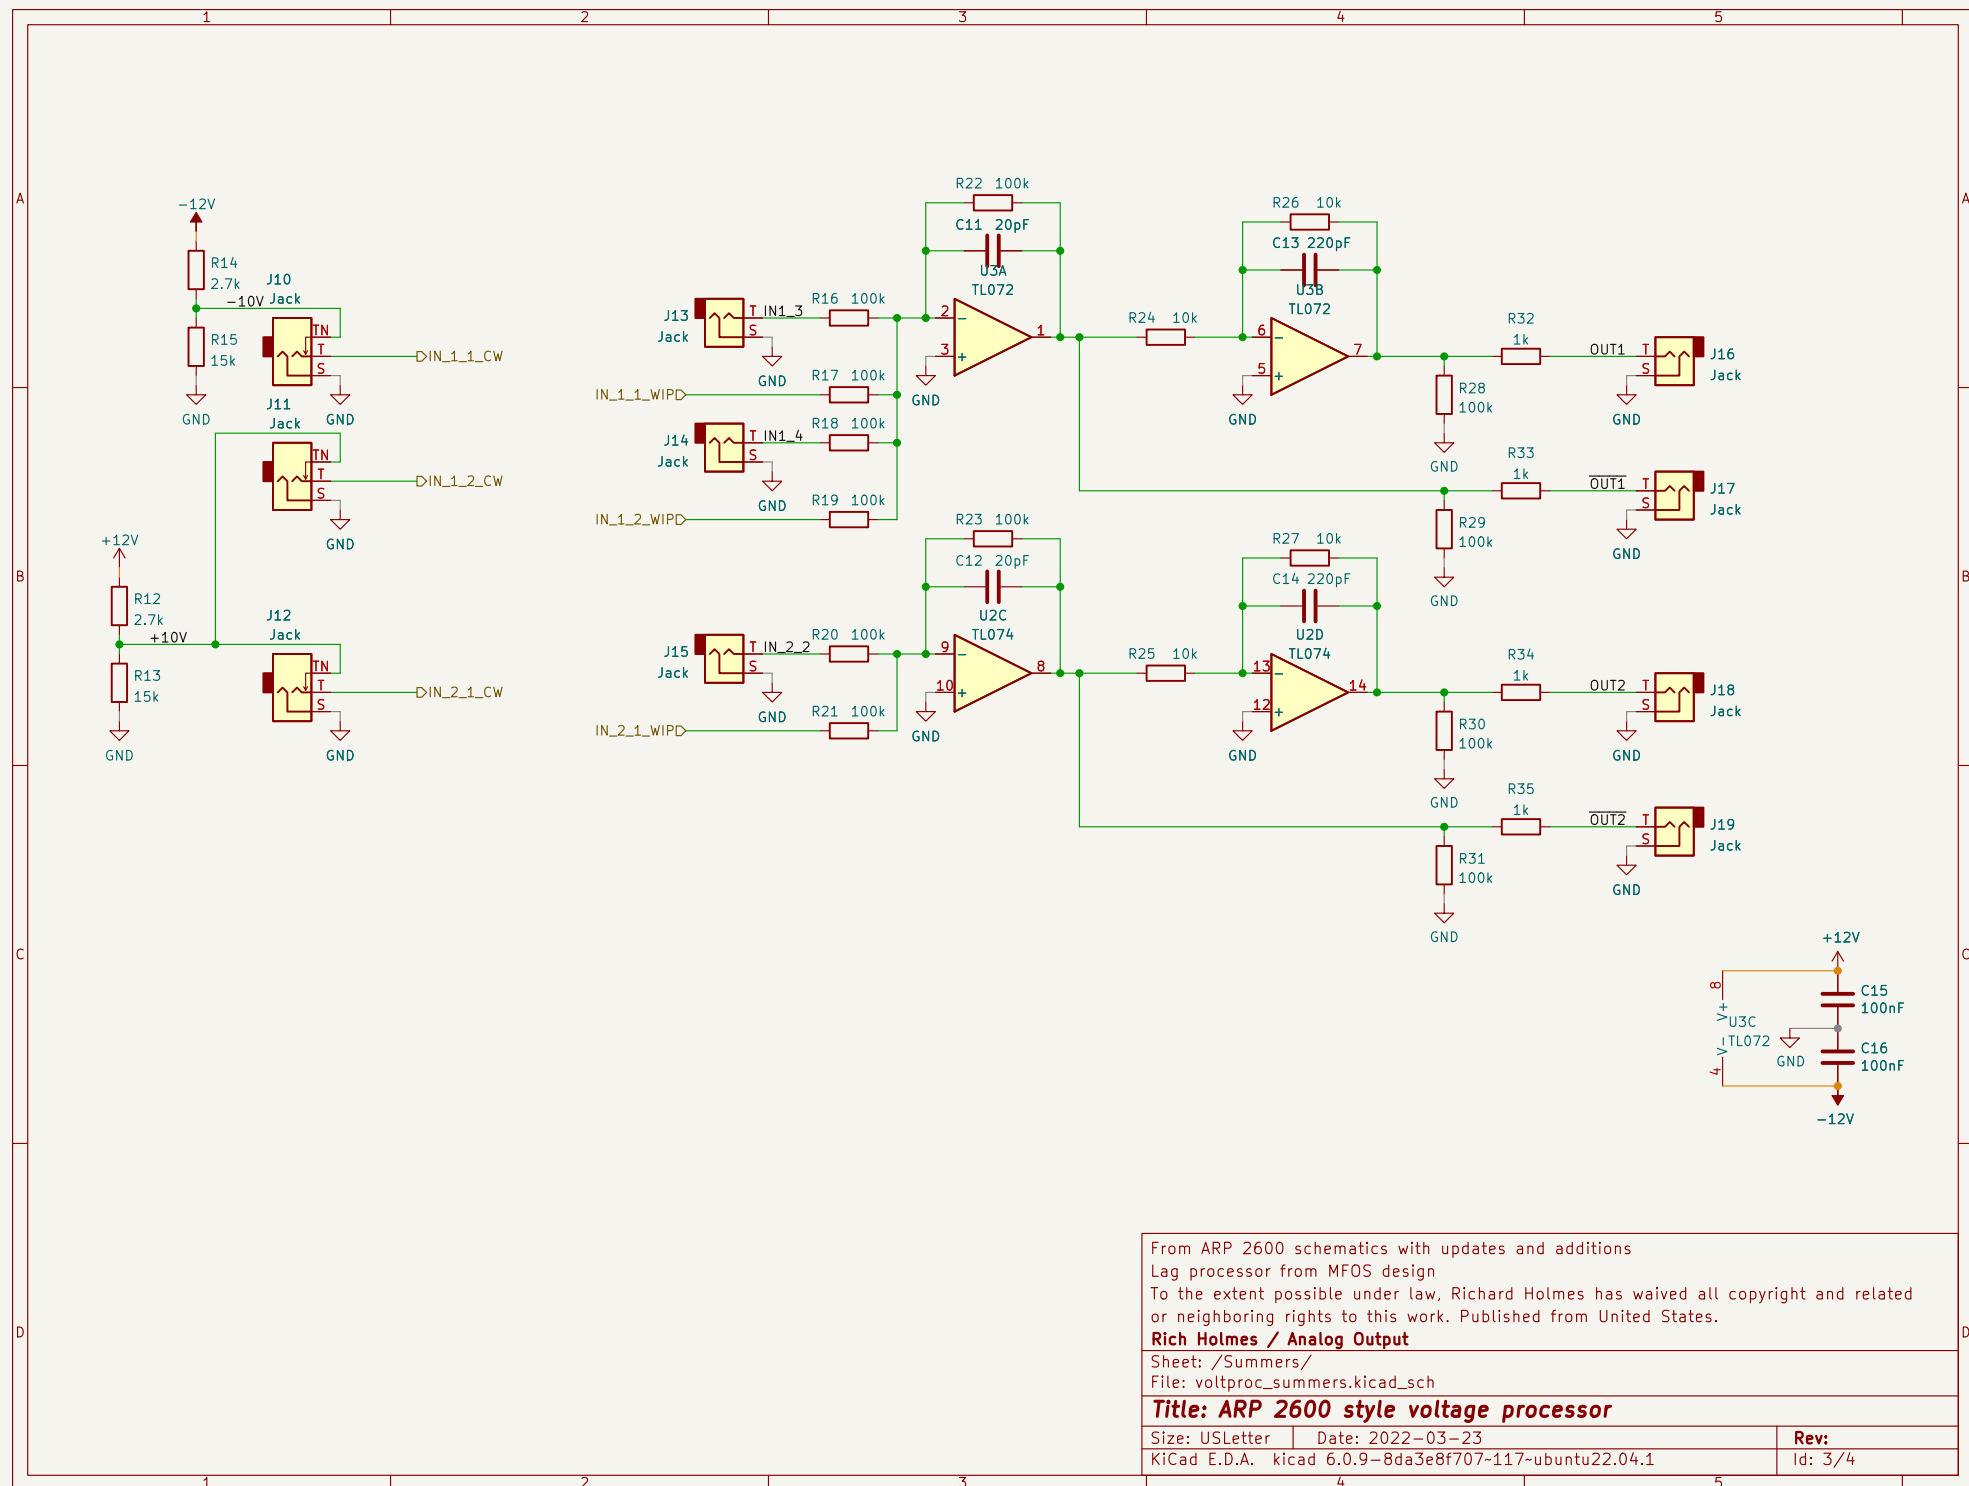 1 2 3 4 5
A A
-12V
R14
2.7k
-10V
R15
15k
GND
J10
Jack
TN
T
S
GND
IN_1_1_CW
J11
Jack
TN
T
S
GND
IN_1_2_CW
+12V
R12
2.7k
+10V
R13
15k
GND
J12
Jack
TN
T
S
GND
IN_2_1_CW
J13
Jack
T
S
IN1_3
GND
R16 100k
IN_1_1_WIP
R17 100k
J14
Jack
T
S
IN1_4
GND
R18 100k
IN_1_2_WIP
R19 100k
R22 100k
C11 20pF
U3A
TL072
2
3
1
−
+
GND
R24 10k
R26 10k
C13 220pF
U3B
TL072
6
5
7
−
+
GND
R28
100k
GND
R32
1k
OUT1
T
S
J16
Jack
GND
R33
1k
OUT1
T
S
J17
Jack
GND
R29
100k
GND
B B
J15
Jack
T
S
IN_2_2
GND
R20 100k
IN_2_1_WIP
R21 100k
R23 100k
C12 20pF
U2C
TL074
9
10
8
−
+
GND
R25 10k
R27 10k
C14 220pF
U2D
TL074
13
12
14
−
+
GND
R30
100k
GND
R34
1k
OUT2
T
S
J18
Jack
GND
R35
1k
OUT2
T
S
J19
Jack
GND
R31
100k
GND
C C
+12V
8
V+
U3C
TL072
V-
4
C15
100nF
GND
C16
100nF
-12V
D D
From ARP 2600 schematics with updates and additions
Lag processor from MFOS design
To the extent possible under law, Richard Holmes has waived all copyright and related
or neighboring rights to this work. Published from United States.
Rich Holmes / Analog Output
Sheet: /Summers/
File: voltproc_summers.kicad_sch
Title: ARP 2600 style voltage processor
Size: USLetter Date: 2022-03-23 Rev:
KiCad E.D.A. kicad 6.0.9-8da3e8f707~117~ubuntu22.04.1 Id: 3/4
1 2 3 4 5